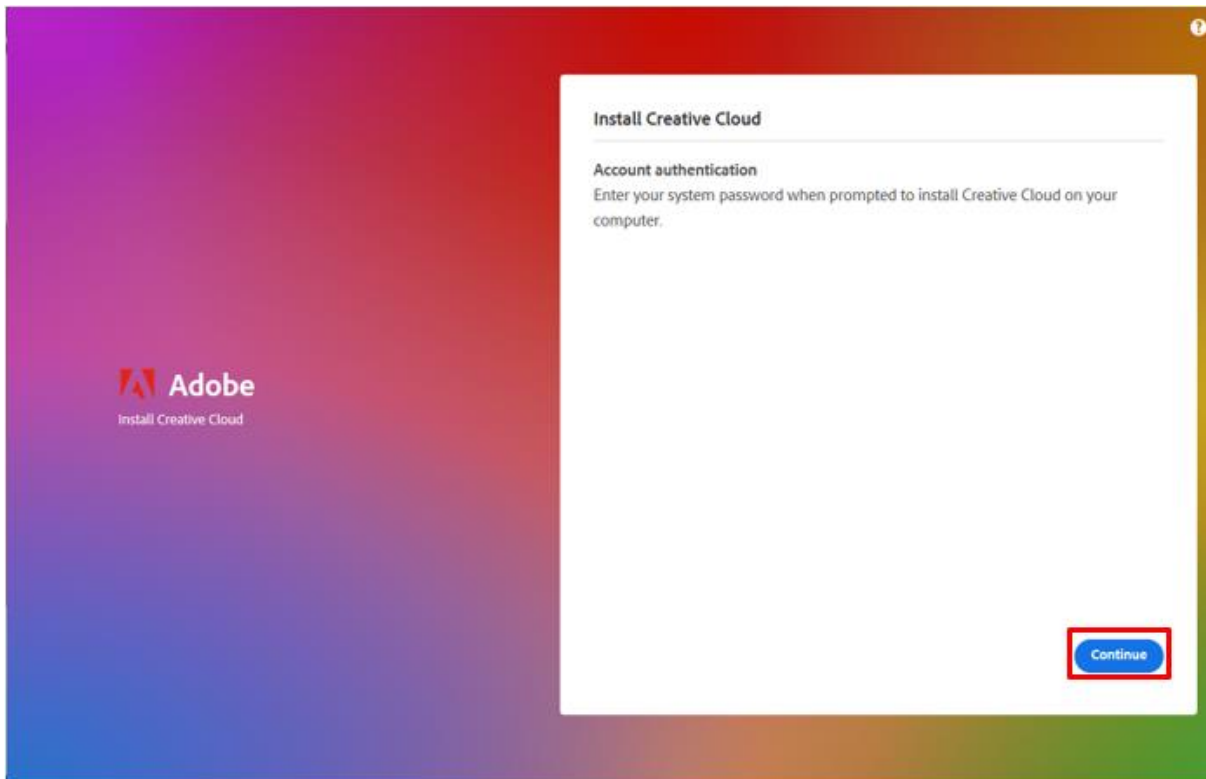 ?
Install Creative Cloud
Account authentication
Enter your system password when prompted to install Creative Cloud on your
computer.
Adobe
Install Creative Cloud
Continue